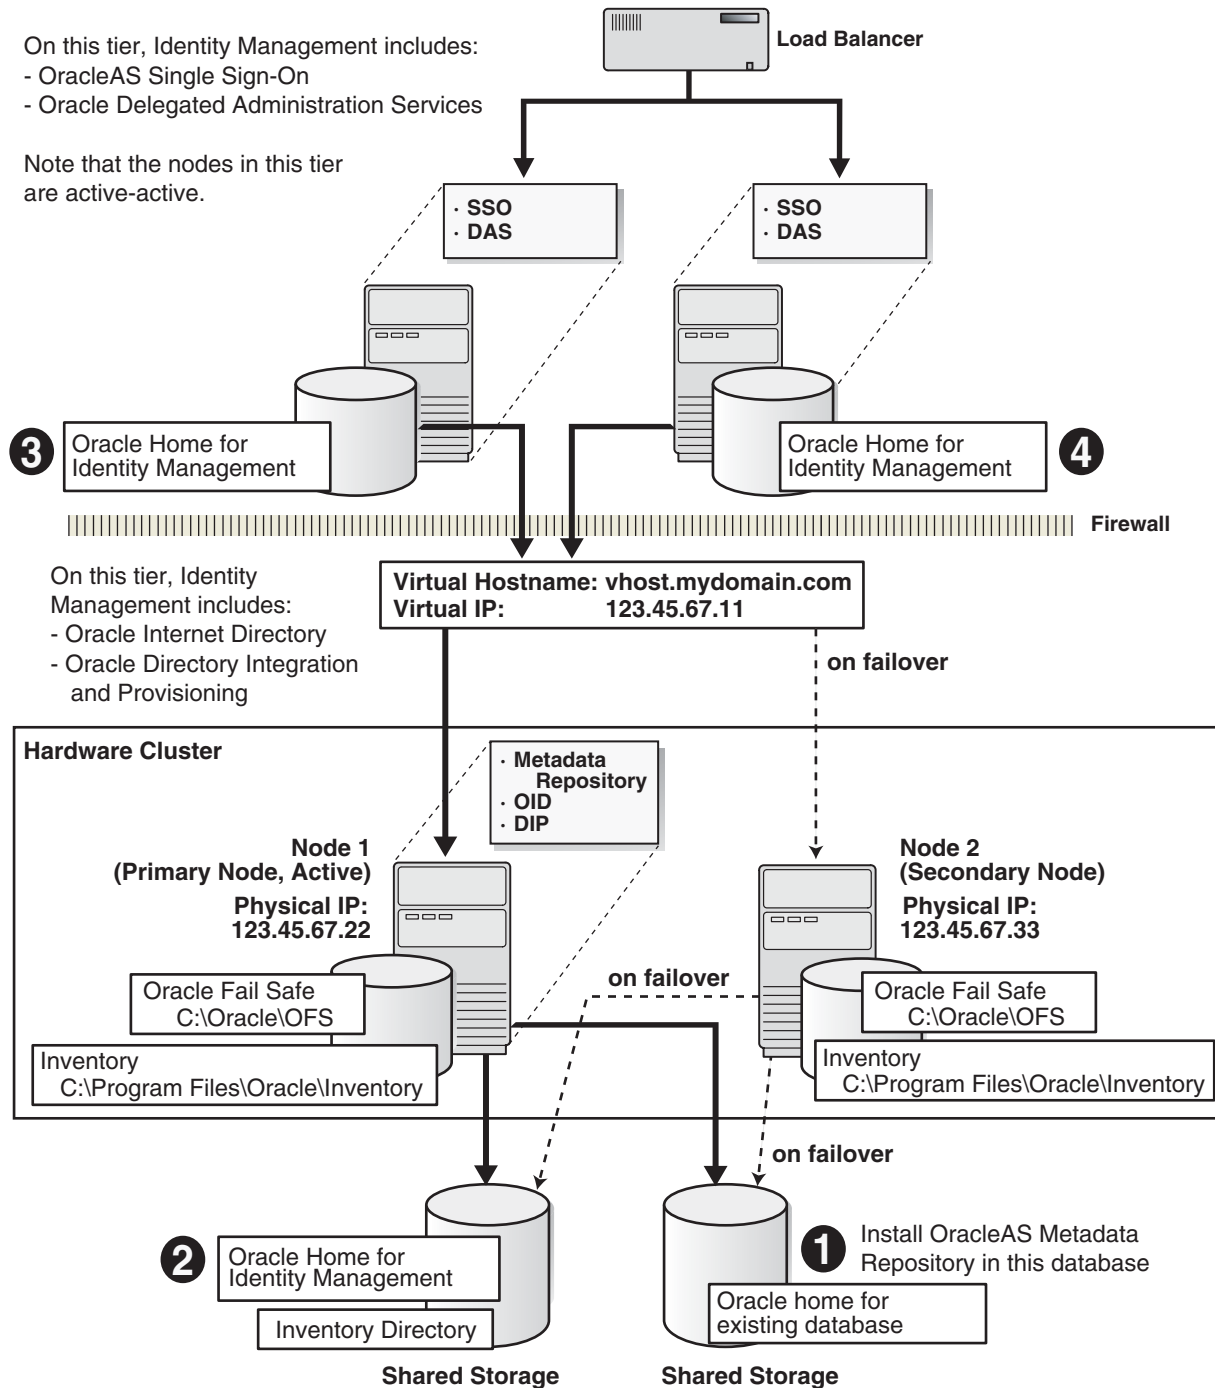 On this tier, Identity Management includes:
- OracleAS Single Sign-On
- Oracle Delegated Administration Services
Note that the nodes in this tier
are active-active.
Load Balancer
· SSO
· DAS
· SSO
· DAS
3
Oracle Home for
Identity Management
Oracle Home for
Identity Management
4
Firewall
On this tier, Identity
Management includes:
- Oracle Internet Directory
- Oracle Directory Integration
and Provisioning
Virtual Hostname: vhost.mydomain.com
Virtual IP: 123.45.67.11
on failover
Hardware Cluster
· Metadata
Repository
· OID
· DIP
Node 1
(Primary Node, Active)
Physical IP:
123.45.67.22
Node 2
(Secondary Node)
Physical IP:
123.45.67.33
on failover
Oracle Fail Safe
C:\Oracle\OFS
Inventory
C:\Program Files\Oracle\Inventory
Oracle Fail Safe
C:\Oracle\OFS
Inventory
C:\Program Files\Oracle\Inventory
on failover
2
Oracle Home for
Identity Management
Inventory Directory
Shared Storage
1
Install OracleAS Metadata
Repository in this database
Oracle home for
existing database
Shared Storage